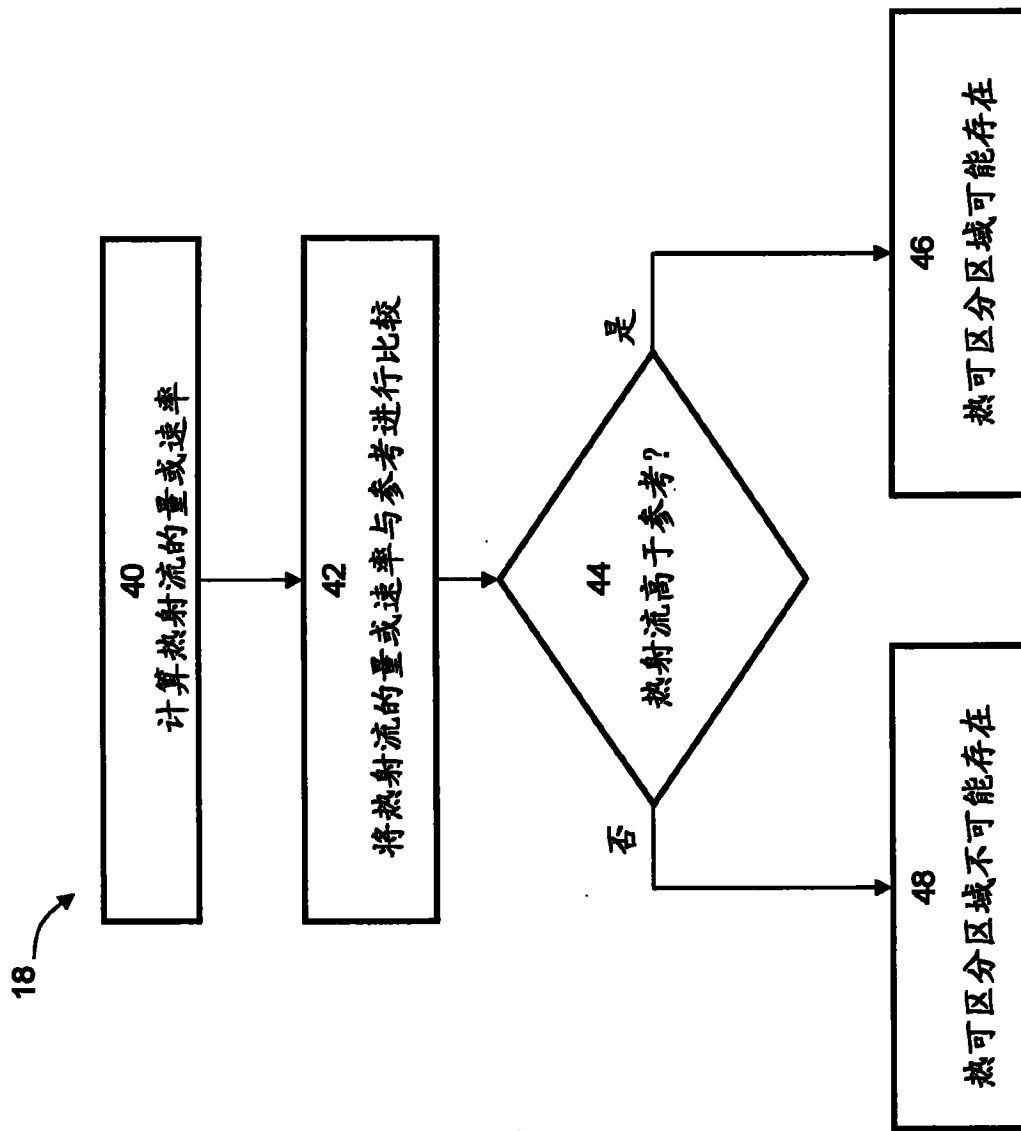 18
40
计算热射流的量或速率
42
将热射流的量或速率与参考进行比较
44
热射流高于参考?
否
是
48
热可区分区域不可能存在
46
热可区分区域可能存在